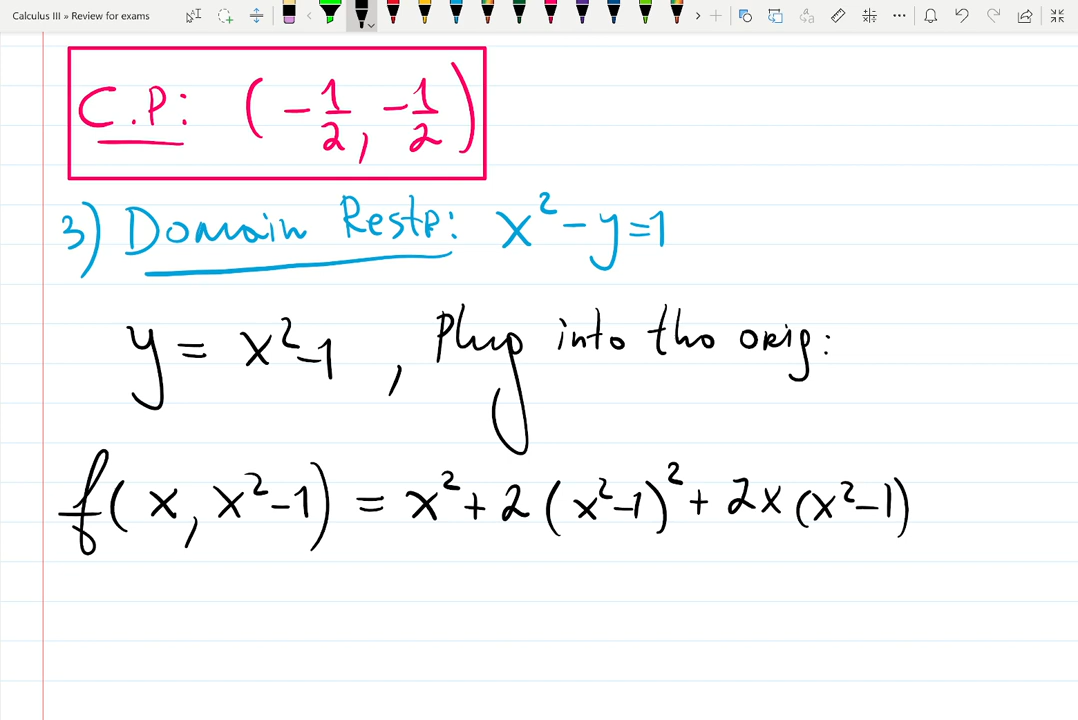 Calculus III » Review for exams
C.P: (-1/2, -1/2)
3) Domain Restr: x²-y=1
y = x²-1, Plug into the orig:
f(x, x²-1) = x²+2(x²-1)²+2x(x²-1)